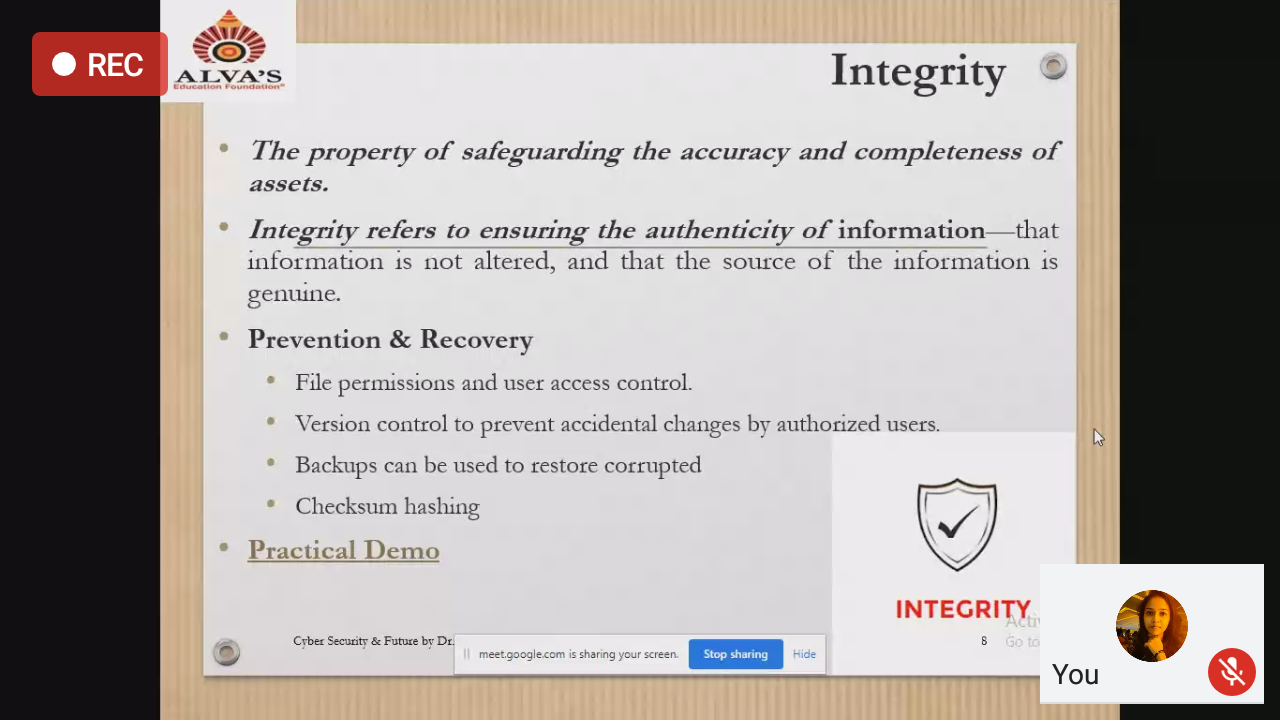 REC
ALVA'S
Education Foundation®
Integrity
The property of safeguarding the accuracy and completeness of
assets.
Integrity refers to ensuring the authenticity of information—that
information is not altered, and that the source of the information is
genuine.
Prevention & Recovery
File permissions and user access control.
Version control to prevent accidental changes by authorized users.
Backups can be used to restore corrupted
Checksum hashing
Practical Demo
INTEGRITY
Cyber Security & Future by Dr.
meet.google.com is sharing your screen.
Stop sharing
Hide
8
Go to
You